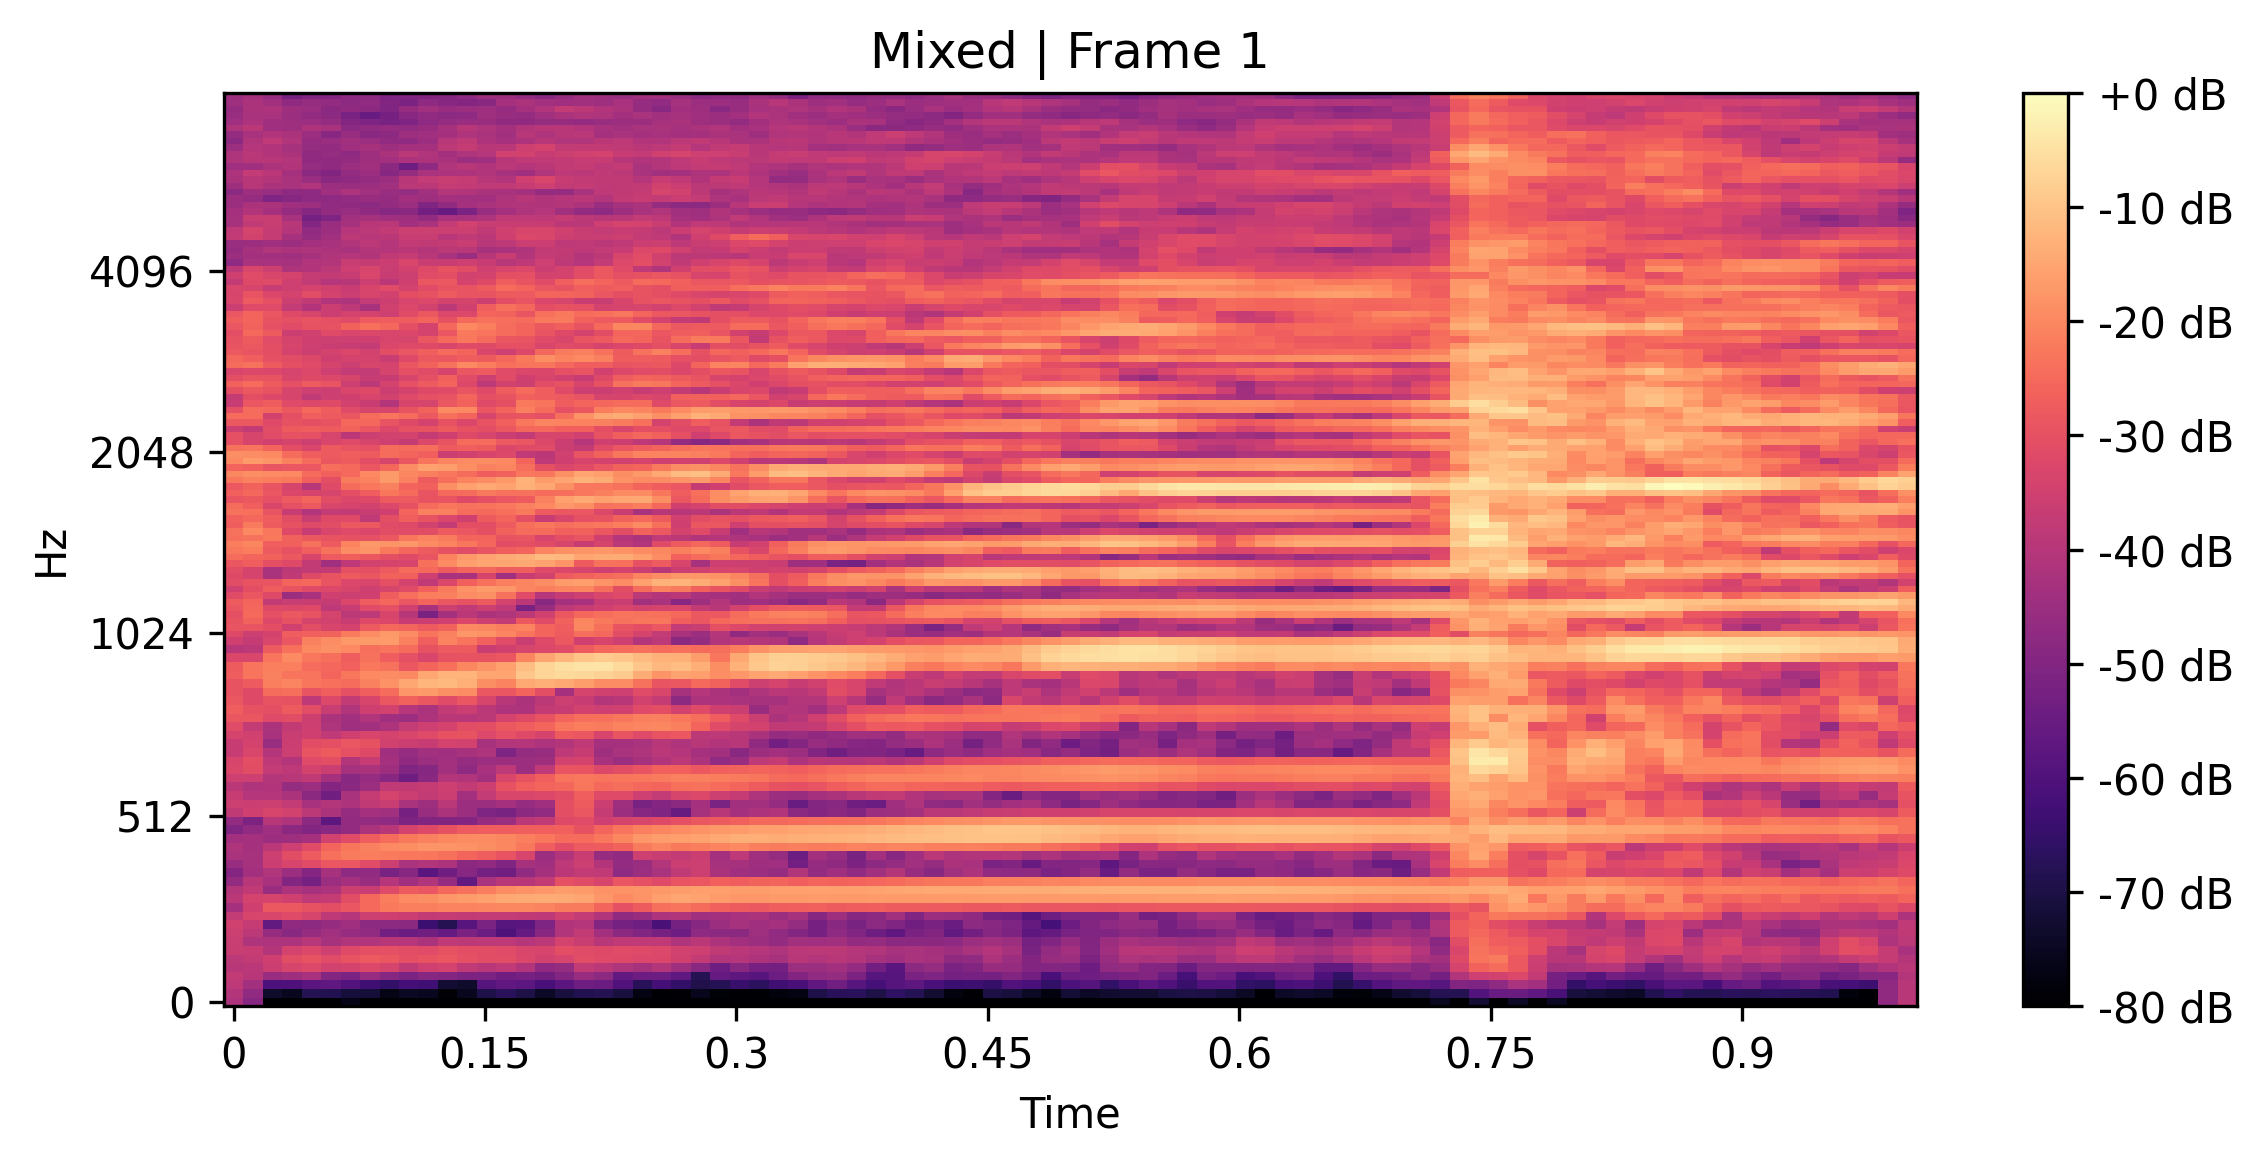 Mixed | Frame 1
Hz
4096
2048
1024
512
0
0 0.15 0.3 0.45 0.6 0.75 0.9
Time
+0 dB
-10 dB
-20 dB
-30 dB
-40 dB
-50 dB
-60 dB
-70 dB
-80 dB